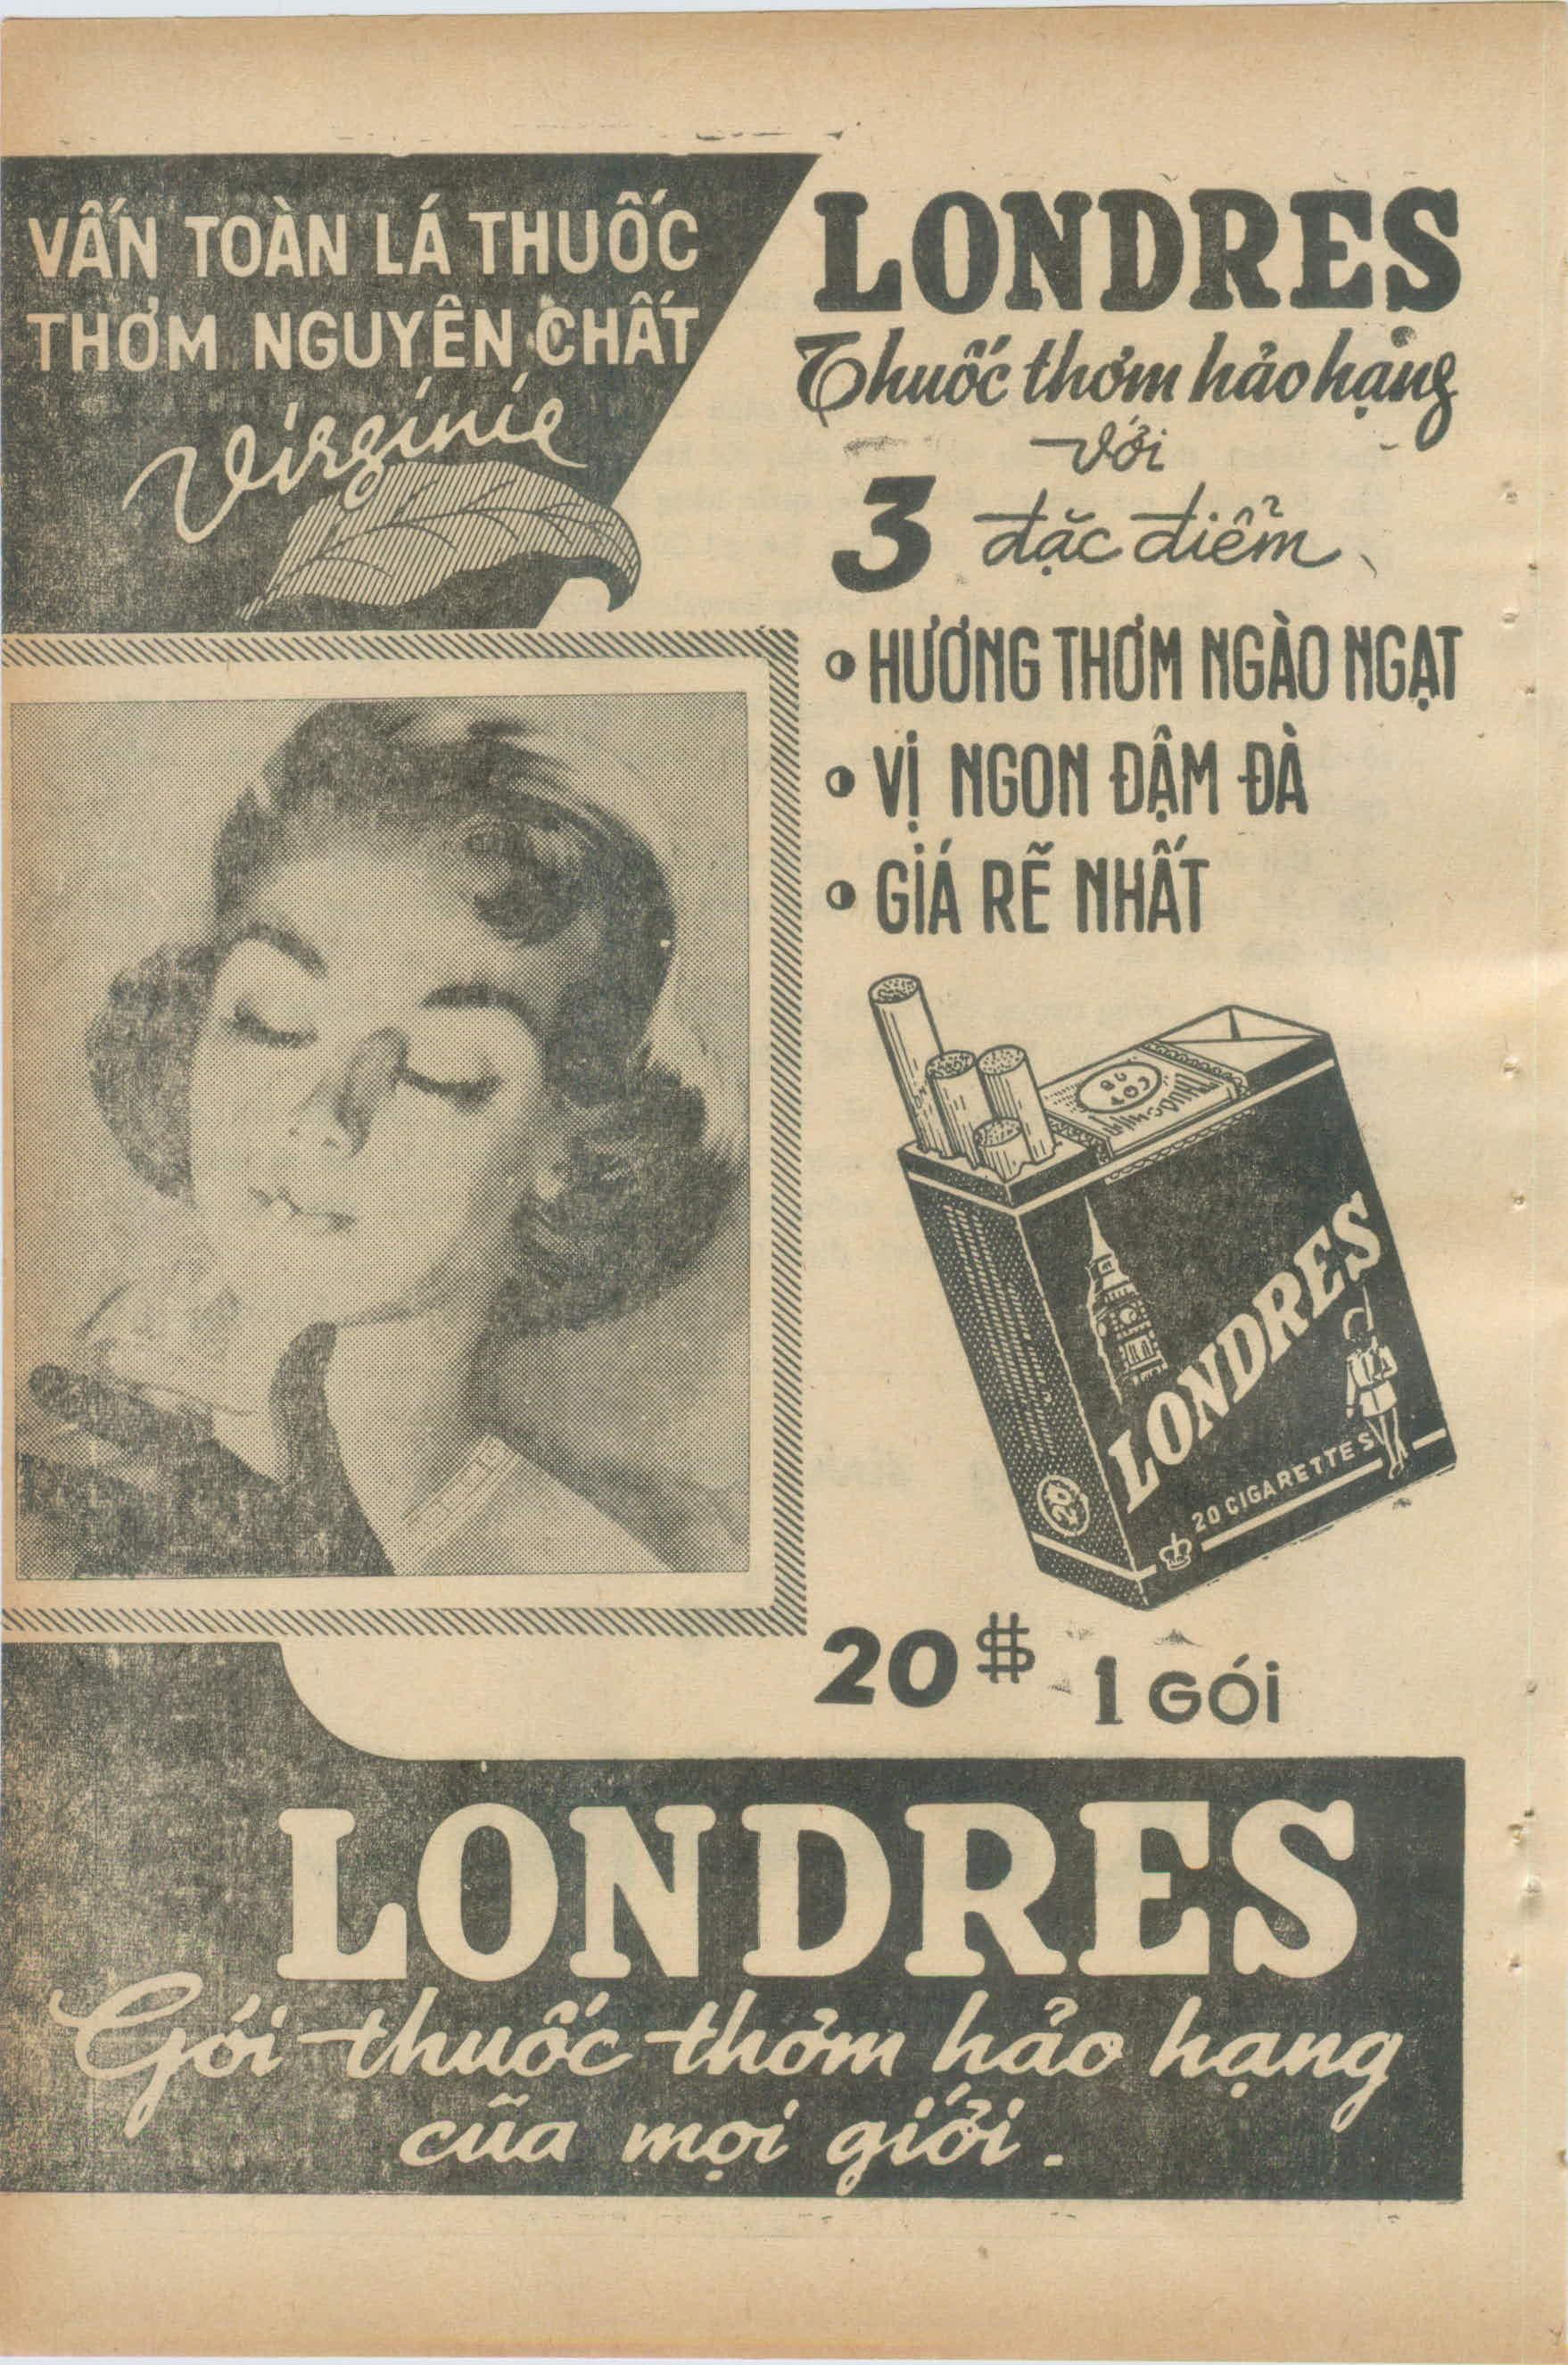 VẤN TOÀN LÁ THUỐC
THƠM NGUYÊN CHẤT
Virginie
LONDRES
Thuốc thơm hảo hạng
với
3 đặc điểm
HƯƠNG THƠM NGÀO NGẠT
VỊ NGON ĐẬM ĐÀ
GIÁ RẼ NHẤT
LONDRES
20 CIGARETTES
20$ 1 GÓI
LONDRES
Gói thuốc thơm hảo hạng
của mọi giới.